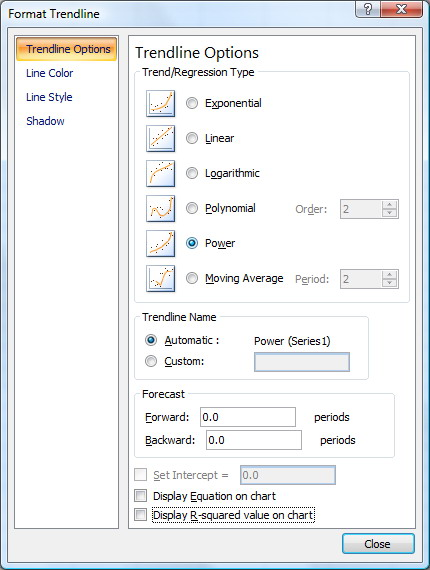 Format Trendline
Trendline Options
Line Color
Line Style
Shadow
Trendline Options
Trend/Regression Type
Exponential
Linear
Logarithmic
Polynomial Order: 2
Power
Moving Average Period: 2
Trendline Name
Automatic : Power (Series1)
Custom:
Forecast
Forward: 0.0 periods
Backward: 0.0 periods
Set Intercept = 0.0
Display Equation on chart
Display R-squared value on chart
Close